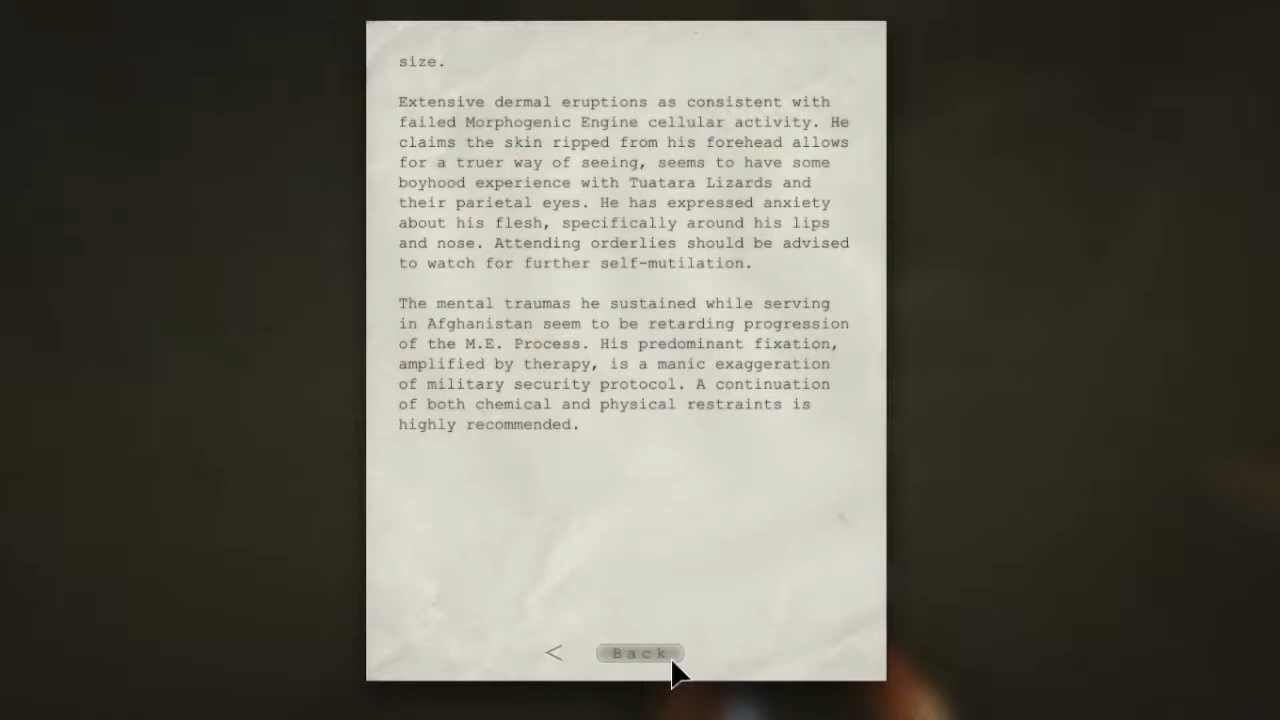 size.
Extensive dermal eruptions as consistent with
failed Morphogenic Engine cellular activity. He
claims the skin ripped from his forehead allows
for a truer way of seeing, seems to have some
boyhood experience with Tuatara Lizards and
their parietal eyes. He has expressed anxiety
about his flesh, specifically around his lips
and nose. Attending orderlies should be advised
to watch for further self-mutilation.
The mental traumas he sustained while serving
in Afghanistan seem to be retarding progression
of the M.E. Process. His predominant fixation,
amplified by therapy, is a manic exaggeration
of military security protocol. A continuation
of both chemical and physical restraints is
highly recommended.
< Back